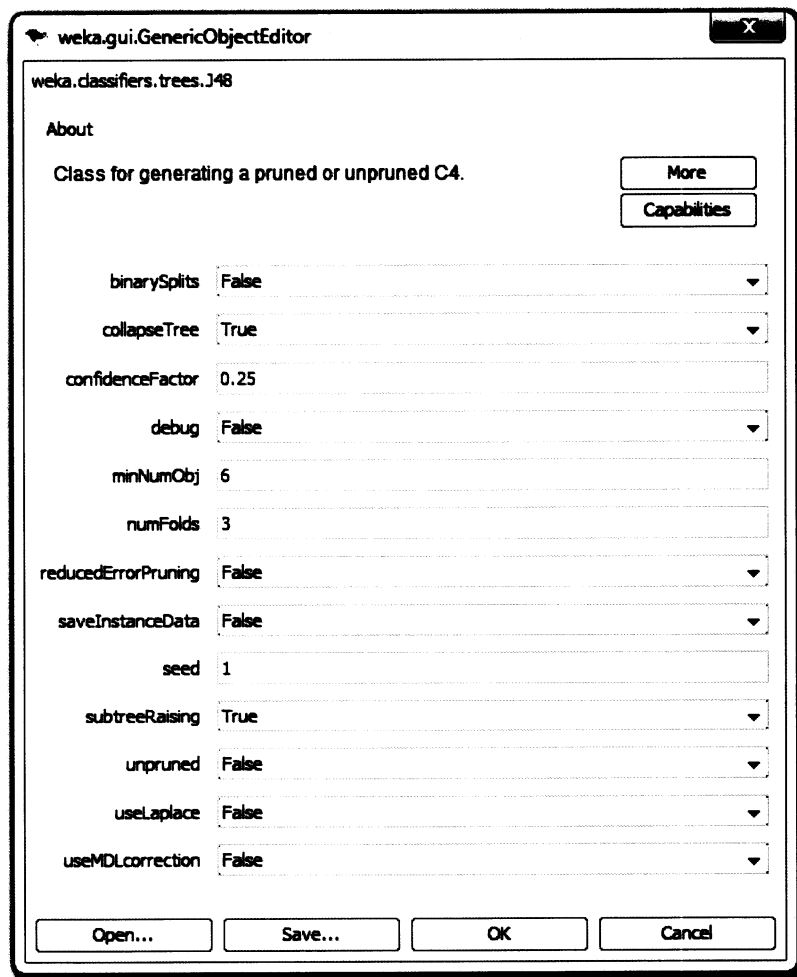 weka.gui.GenericObjectEditor
X
weka.classifiers.trees.J48
About
Class for generating a pruned or unpruned C4.
More
Capabilities
binarySplits False
collapseTree True
confidenceFactor 0.25
debug False
minNumObj 6
numFolds 3
reducedErrorPruning False
saveInstanceData False
seed 1
subtreeRaising True
unpruned False
useLaplace False
useMDLcorrection False
Open... Save... OK Cancel